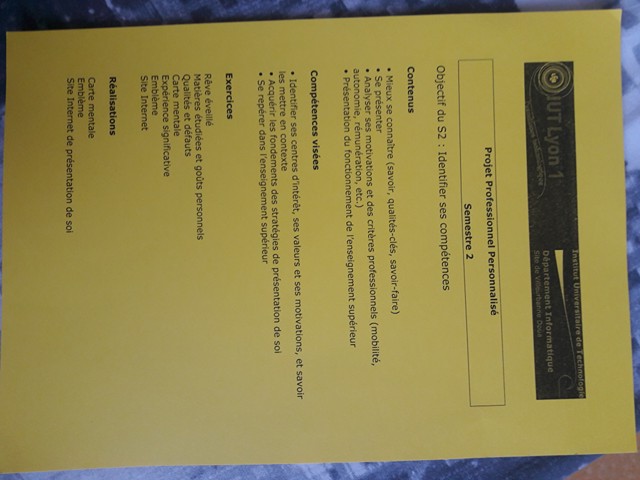 IUT Lyon 1
Institut Universitaire de Technologie
Département Informatique
Site de Villeurbanne Doua
Projet Professionnel Personnalisé
Semestre 2
Objectif du S2 : Identifier ses compétences
Contenus
• Mieux se connaître (savoir, qualités-clés, savoir-faire)
• Se présenter
• Analyser ses motivations et des critères professionnels (mobilité,
autonomie, rémunération, etc.)
• Présentation du fonctionnement de l'enseignement supérieur
Compétences visées
• Identifier ses centres d'intérêt, ses valeurs et ses motivations, et savoir
les mettre en contexte
• Acquérir les fondements des stratégies de présentation de soi
• Se repérer dans l'enseignement supérieur
Exercices
Rêve éveillé
Matières étudiées et goûts personnels
Qualités et défauts
Carte mentale
Expérience significative
Emblème
Site Internet
Réalisations
Carte mentale
Emblème
Site Internet de présentation de soi